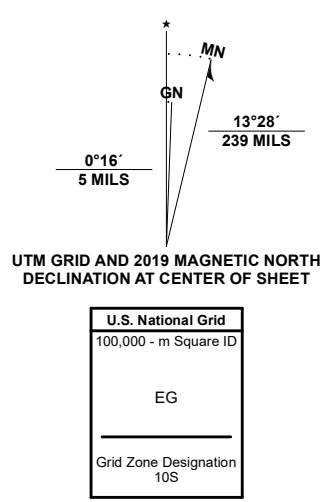 MN
GN
13°28´
239 MILS
0°16´
5 MILS
UTM GRID AND 2019 MAGNETIC NORTH
DECLINATION AT CENTER OF SHEET
U.S. National Grid
100,000 - m Square ID
EG
Grid Zone Designation
10S